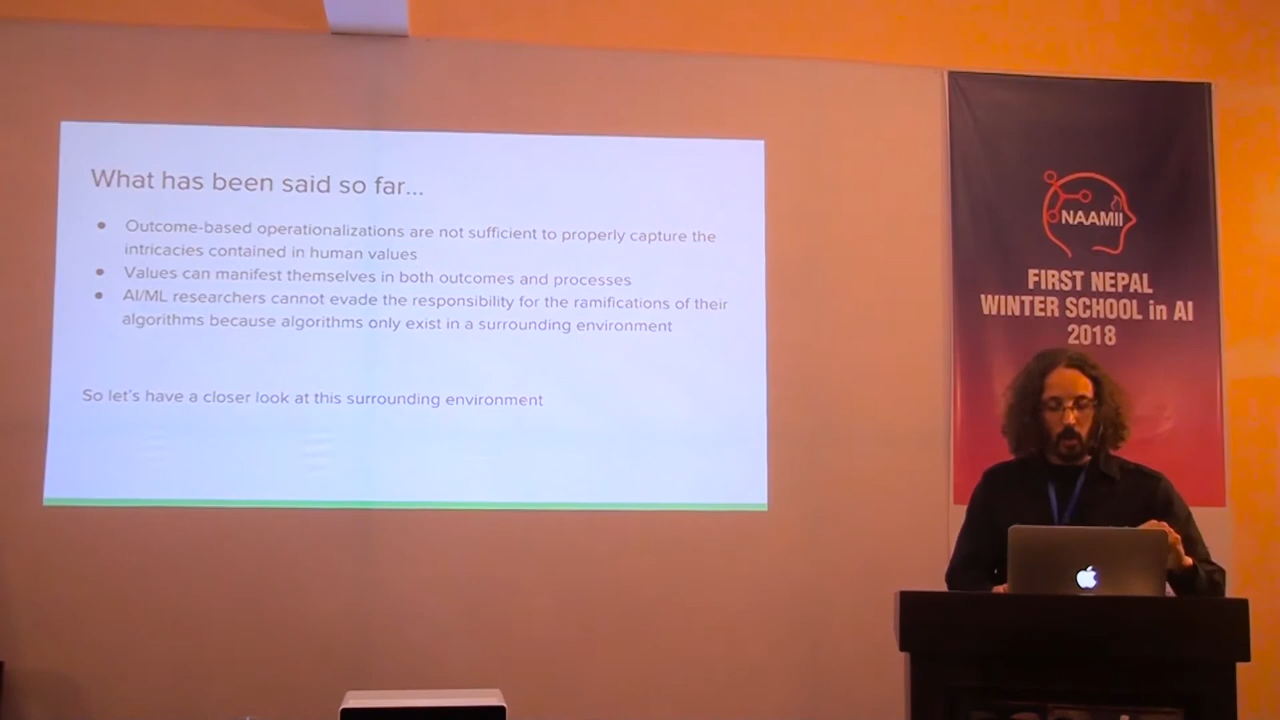 What has been said so far...
● Outcome-based operationalizations are not sufficient to properly capture the
intricacies contained in human values
● Values can manifest themselves in both outcomes and processes
● AI/ML researchers cannot evade the responsibility for the ramifications of their
algorithms because algorithms only exist in a surrounding environment
So let's have a closer look at this surrounding environment
NAAMII
FIRST NEPAL
WINTER SCHOOL in AI
2018